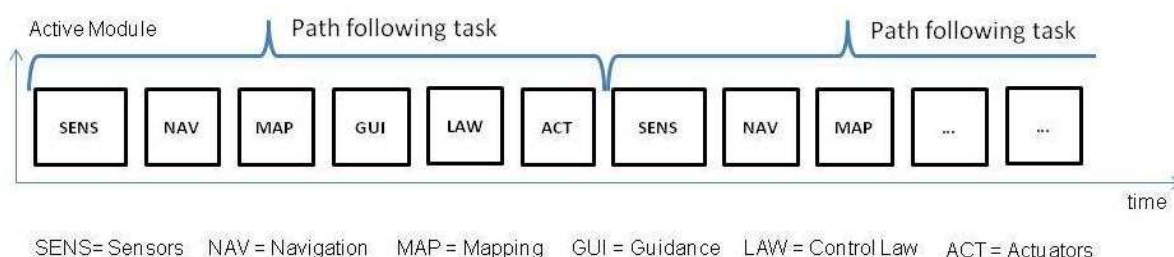 Active Module Path following task Path following task
SENS NAV MAP GUI LAW ACT SENS NAV MAP ... ...
time
SENS= Sensors NAV = Navigation MAP = Mapping GUI = Guidance LAW = Control Law ACT = Actuators